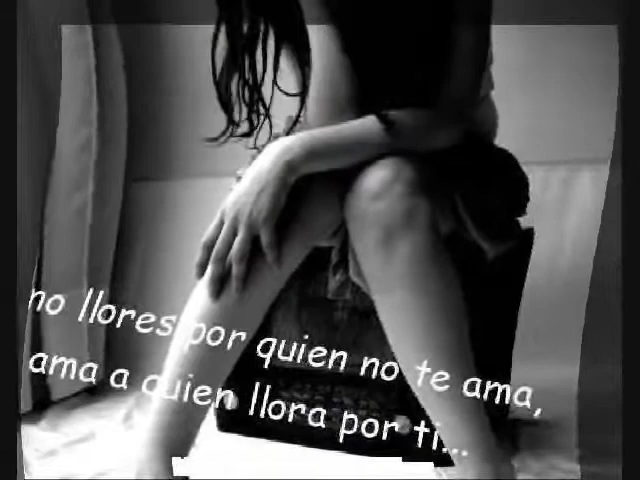 no llores por quien no te ama,
ama a quien llora por ti...